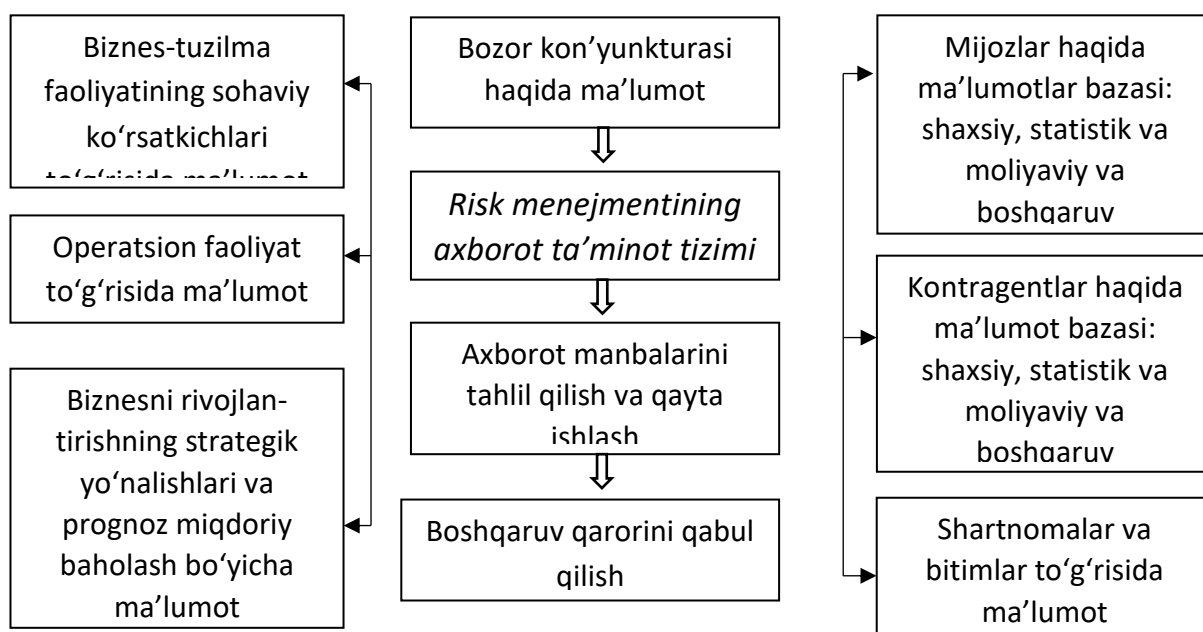 Biznes-tuzilma
faoliyatining sohaviy
ko‘rsatkichlari
to‘g‘risida ma’lumot
Operatsion faoliyat
to‘g‘risida ma’lumot
Biznesni rivojlan-
tirishning strategik
yo‘nalishlari va
prognoz miqdoriy
baholash bo‘yicha
ma’lumot
Bozor kon’yunkturasi
haqida ma’lumot
Risk menejmentining
axborot ta’minot tizimi
Axborot manbalarini
tahlil qilish va qayta
ishlash
Boshqaruv qarorini qabul
qilish
Mijozlar haqida
ma’lumotlar bazasi:
shaxsiy, statistik va
moliyaviy va
boshqaruv
Kontragentlar haqida
ma’lumot bazasi:
shaxsiy, statistik va
moliyaviy va
boshqaruv
Shartnomalar va
bitimlar to‘g‘risida
ma’lumot